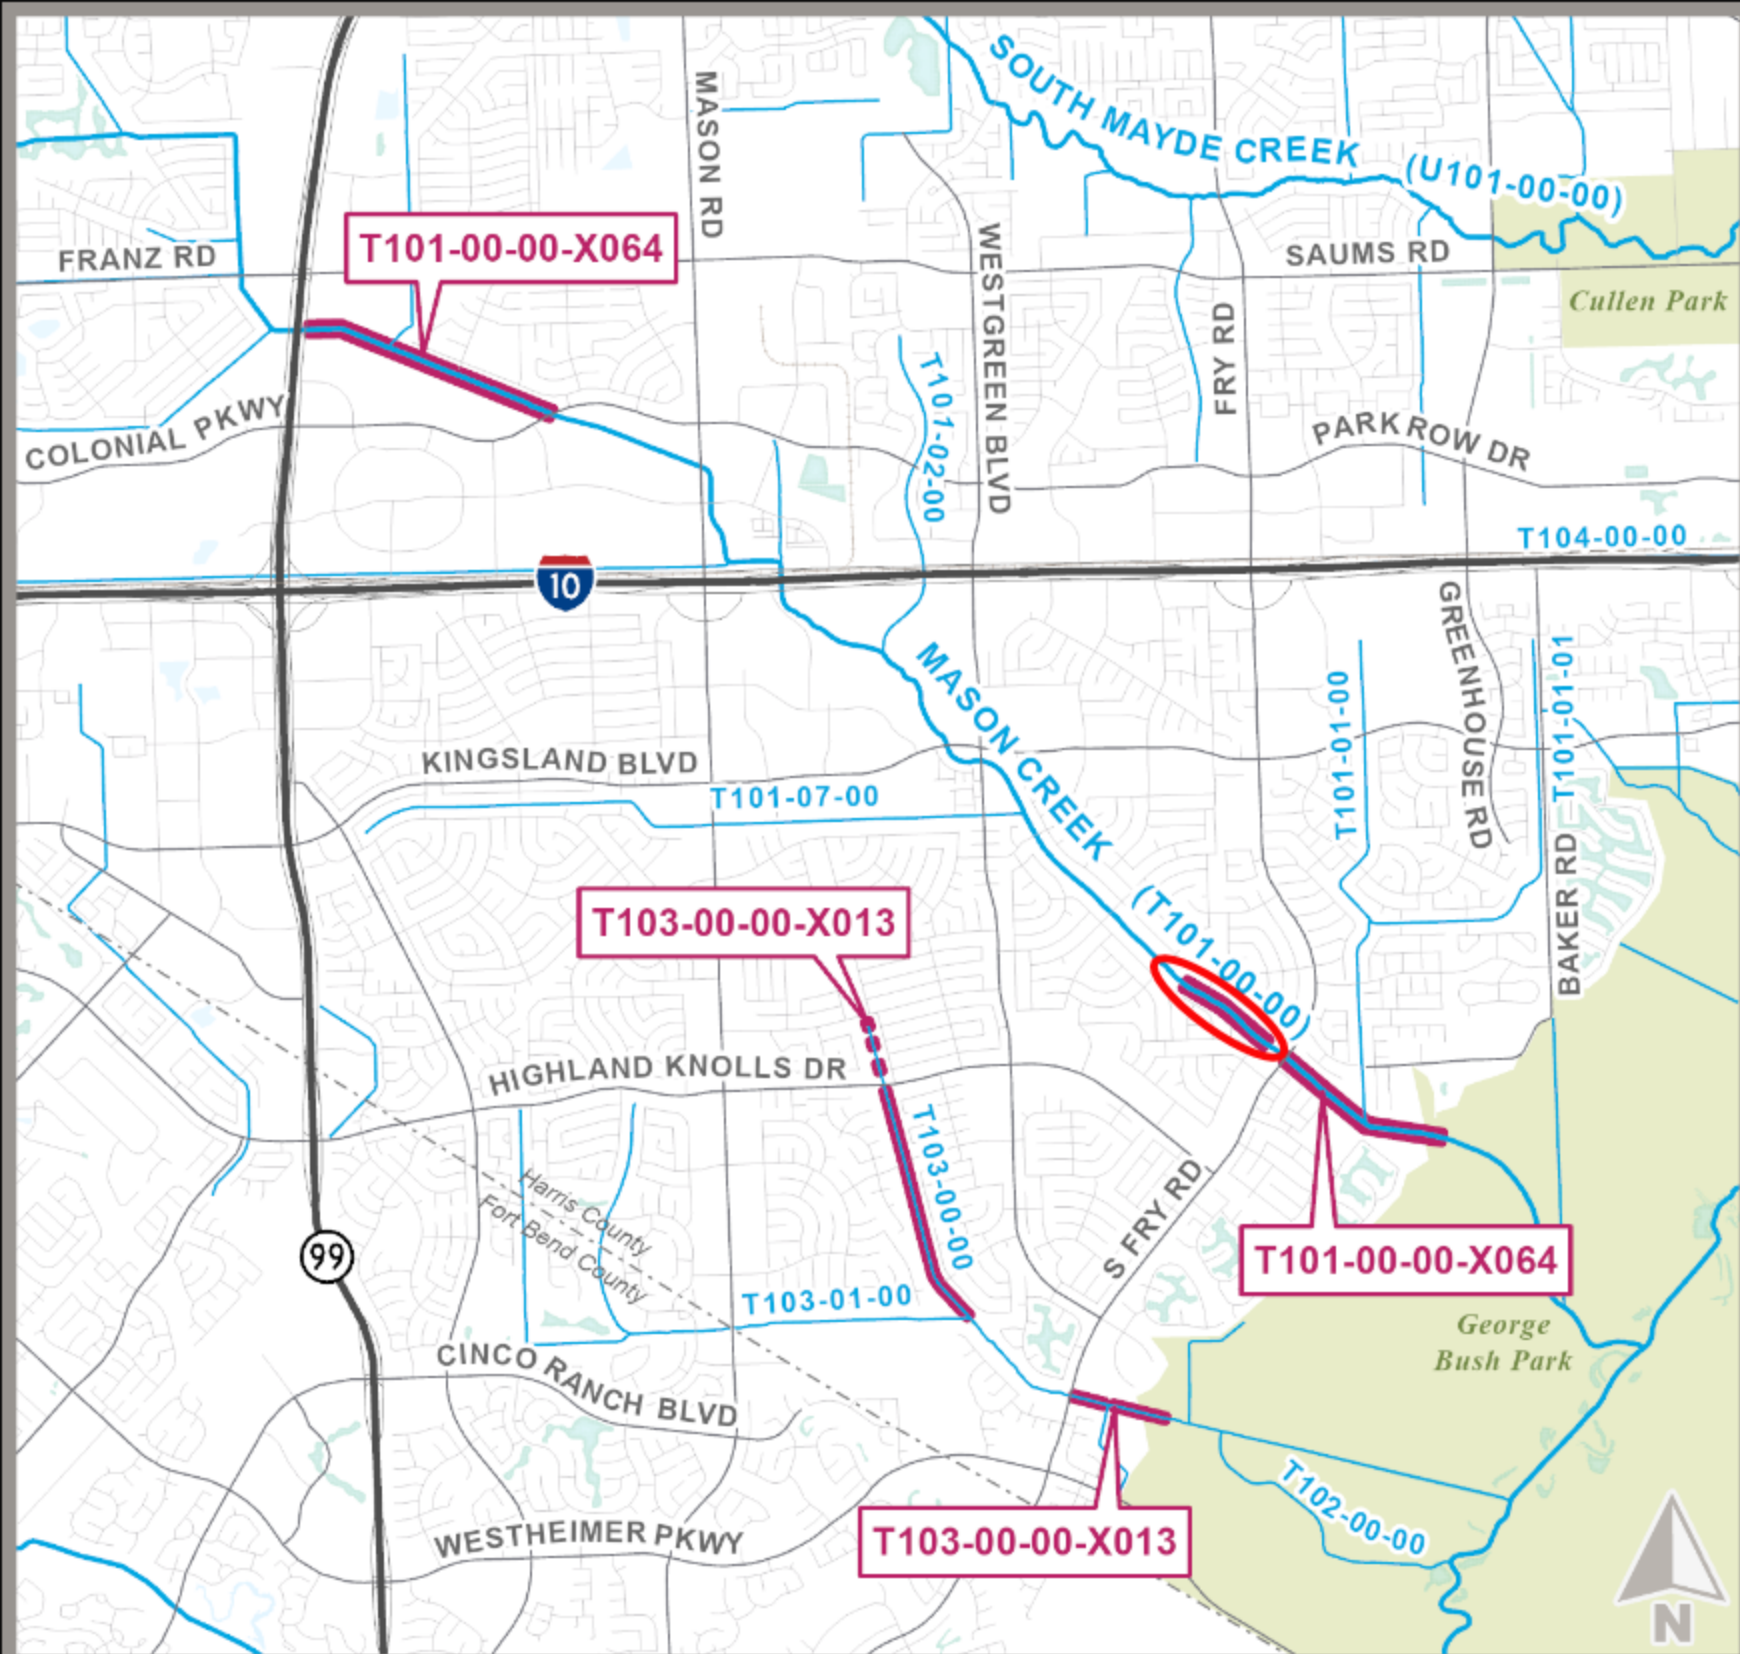 SOUTH MAYDE CREEK
(U101-00-00)
MASON RD
T101-00-00-X064
FRANZ RD
WESTGREEN BLVD
SAUMS RD
Cullen Park
FRY RD
T101-02-00
COLONIAL PKWY
PARK ROW DR
T104-00-00
10
GREENHOUSE RD
MASON CREEK
(T101-00-00)
T101-01-00
T101-01-01
BAKER RD
KINGSLAND BLVD
T101-07-00
T103-00-00-X013
HIGHLAND KNOLLS DR
T103-00-00
Harris County
Fort Bend County
S FRY RD
99
T101-00-00-X064
T103-01-00
George
Bush Park
CINCO RANCH BLVD
T102-00-00
WESTHEIMER PKWY
T103-00-00-X013
N